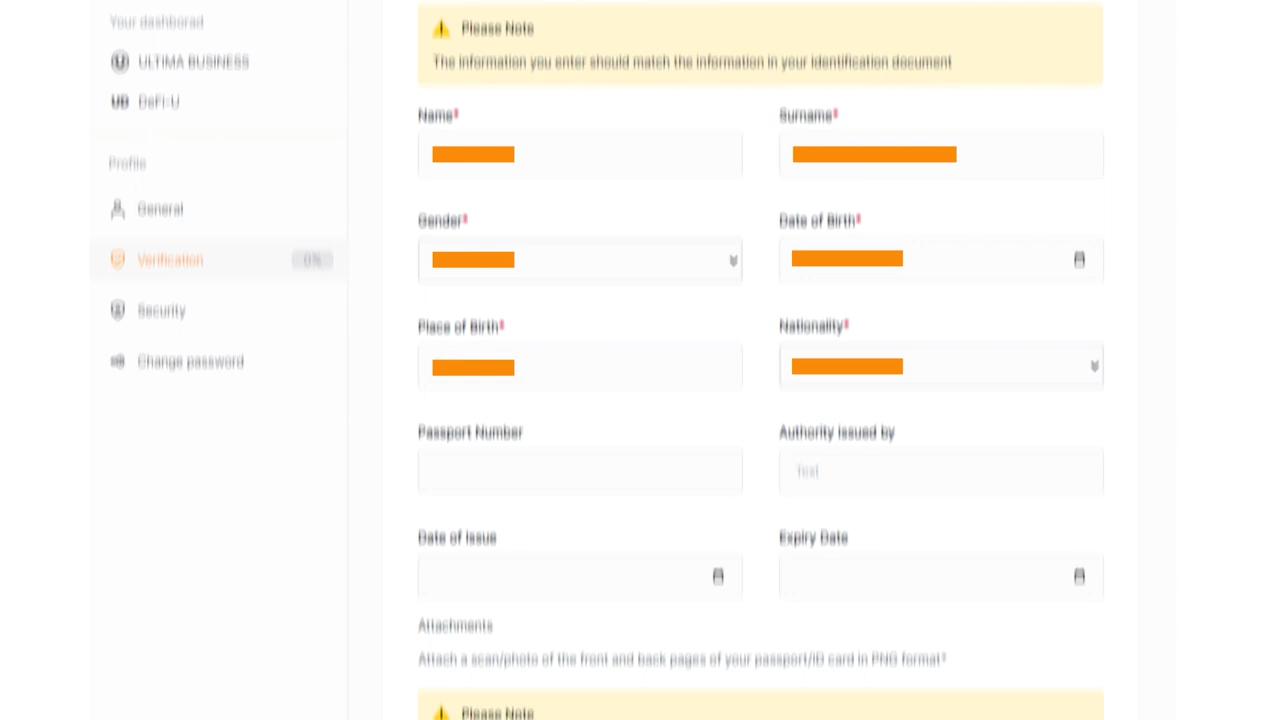 Your dashborad
ULTIMA BUSINESS
UB DeFi-U
Profile
General
Verification 0%
Security
Change password
Please Note
The information you enter should match the information in your identification document
Name*
Surname*
Gender*
Date of Birth*
Place of Birth*
Nationality*
Passport Number
Authority issued by
Text
Date of issue
Expiry Date
Attachments
Attach a scan/photo of the front and back pages of your passport/ID card in PNG format*
Please Note